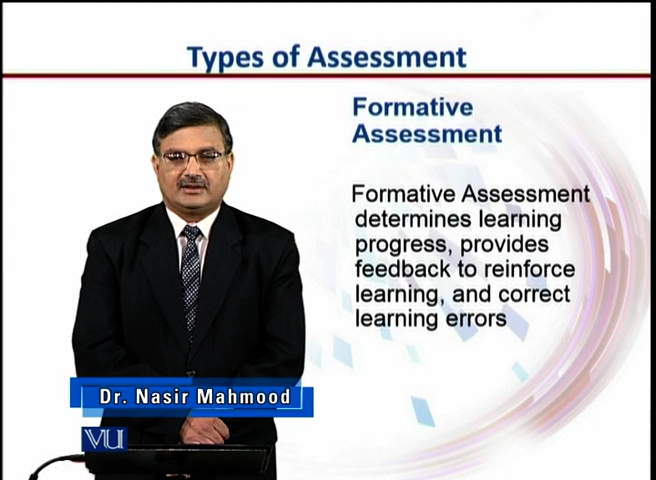 Types of Assessment
Formative
Assessment
Formative Assessment
determines learning
progress, provides
feedback to reinforce
learning, and correct
learning errors
Dr. Nasir Mahmood
VU